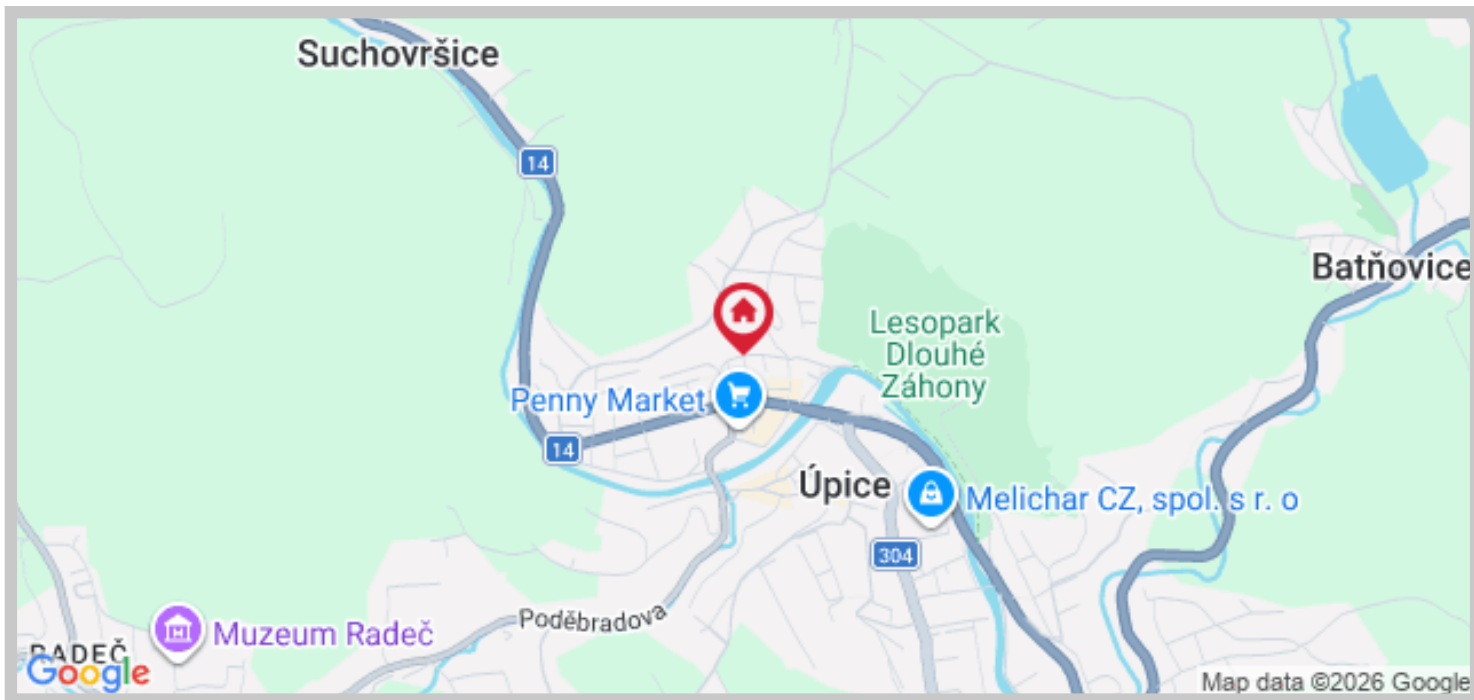 Suchovršice
14
Batňovice
Lesopark
Dlouhé
Záhony
Penny Market
14
Úpice
Melichar CZ, spol. s r. o
304
Poděbradova
Muzeum Radeč
RADEČ
Google
Map data ©2026 Google